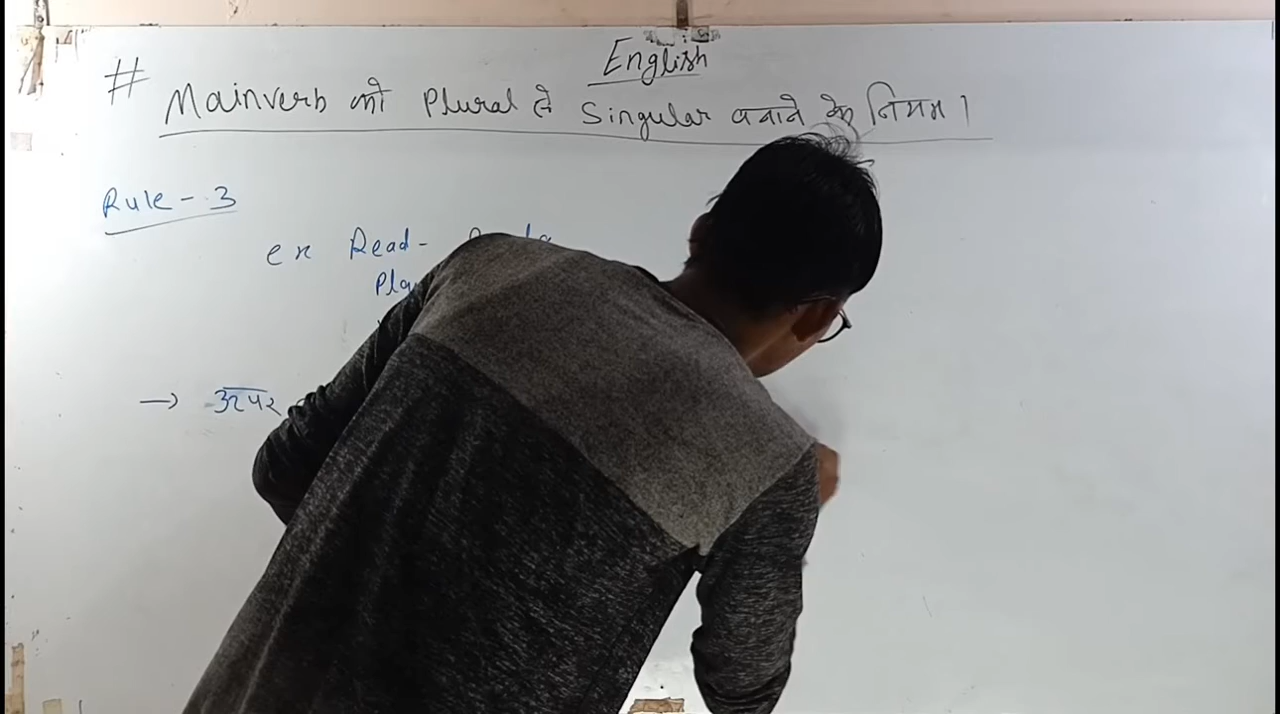 English
# Mainverb को Plural से Singular बनाने के नियम।
Rule - 3
ex Read -
→ ऊपर